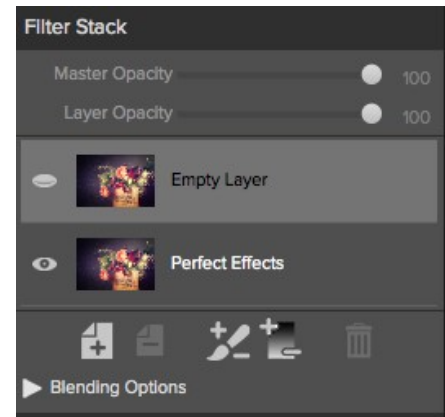 Filter Stack
Master Opacity 100
Layer Opacity 100
Empty Layer
Perfect Effects
Blending Options